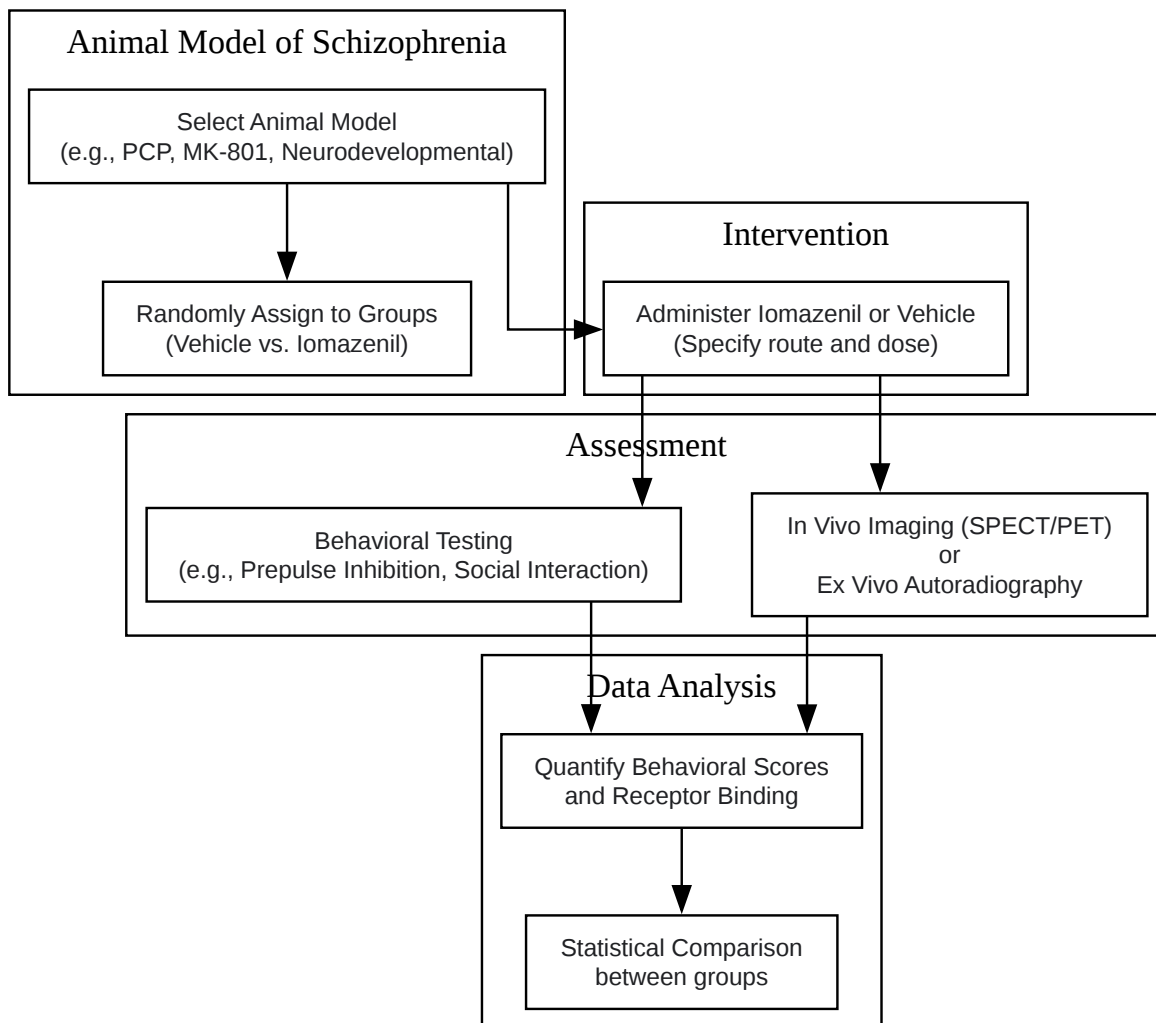 Animal Model of Schizophrenia
Select Animal Model
(e.g., PCP, MK-801, Neurodevelopmental)
Randomly Assign to Groups
(Vehicle vs. Iomazenil)
Intervention
Administer Iomazenil or Vehicle
(Specify route and dose)
Assessment
Behavioral Testing
(e.g., Prepulse Inhibition, Social Interaction)
In Vivo Imaging (SPECT/PET)
or
Ex Vivo Autoradiography
Data Analysis
Quantify Behavioral Scores
and Receptor Binding
Statistical Comparison
between groups